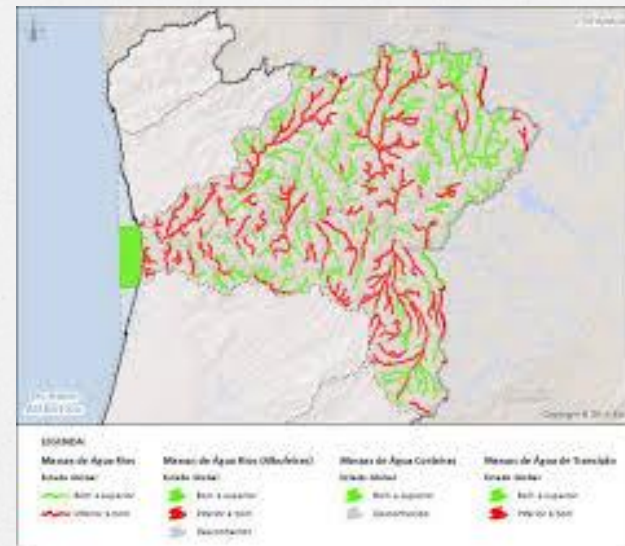 LEGENDA:
Massas de Água Rios
Massas de Água Rios (Albufeiras)
Massas de Água Costeiras
Massas de Água de Transição
Estado Global
Estado Global
Estado Global
Estado Global
Bom e superior
Bom e superior
Bom e superior
Bom e superior
Inferior a bom
Inferior a bom
Desconhecido
Inferior a bom
Desconhecido